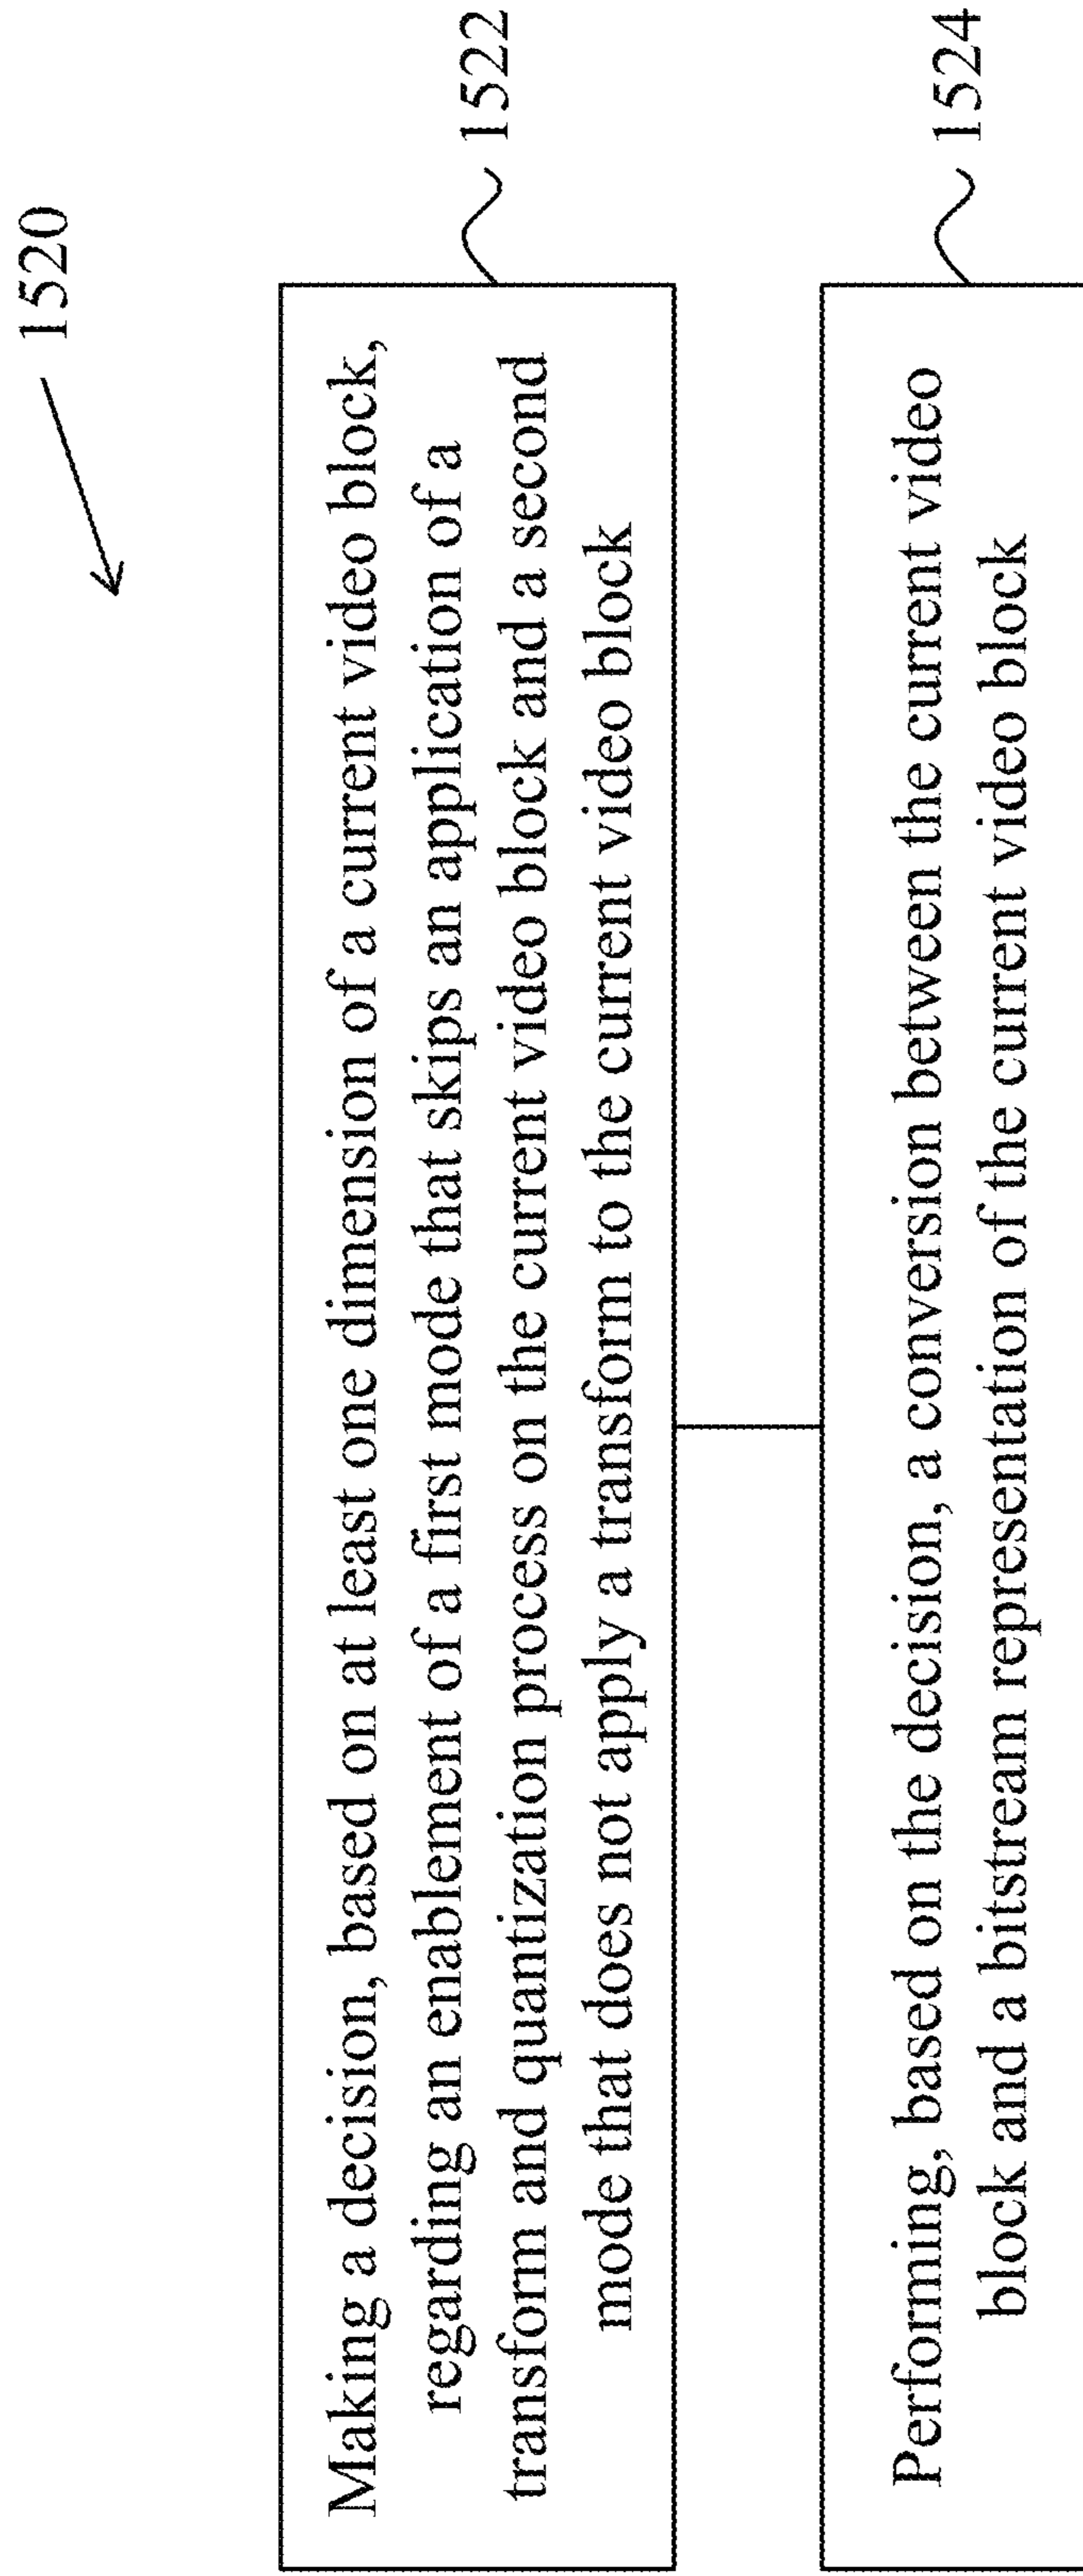 1520
Making a decision, based on at least one dimension of a current video block,
regarding an enablement of a first mode that skips an application of a
transform and quantization process on the current video block and a second
mode that does not apply a transform to the current video block
1522
Performing, based on the decision, a conversion between the current video
block and a bitstream representation of the current video block
1524